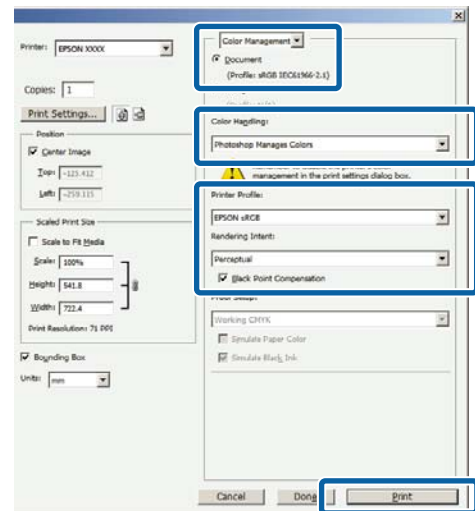 Printer: EPSON XXXX
Copies: 1
Print Settings...
Position
Center Image
Top: -125.412
Left: -259.115
Scaled Print Size
Scale to Fit Media
Scale: 100%
Height: 541.8
Width: 722.4
Print Resolution: 71 PPI
Bounding Box
Units: mm
Color Management
Document
(Profile: sRGB IEC61966-2.1)
Color Handling:
Photoshop Manages Colors
management in the print settings dialog box.
Printer Profile:
EPSON sRGB
Rendering Intent:
Perceptual
Black Point Compensation
Working CMYK
Simulate Paper Color
Simulate Black Ink
Cancel
Done
Print